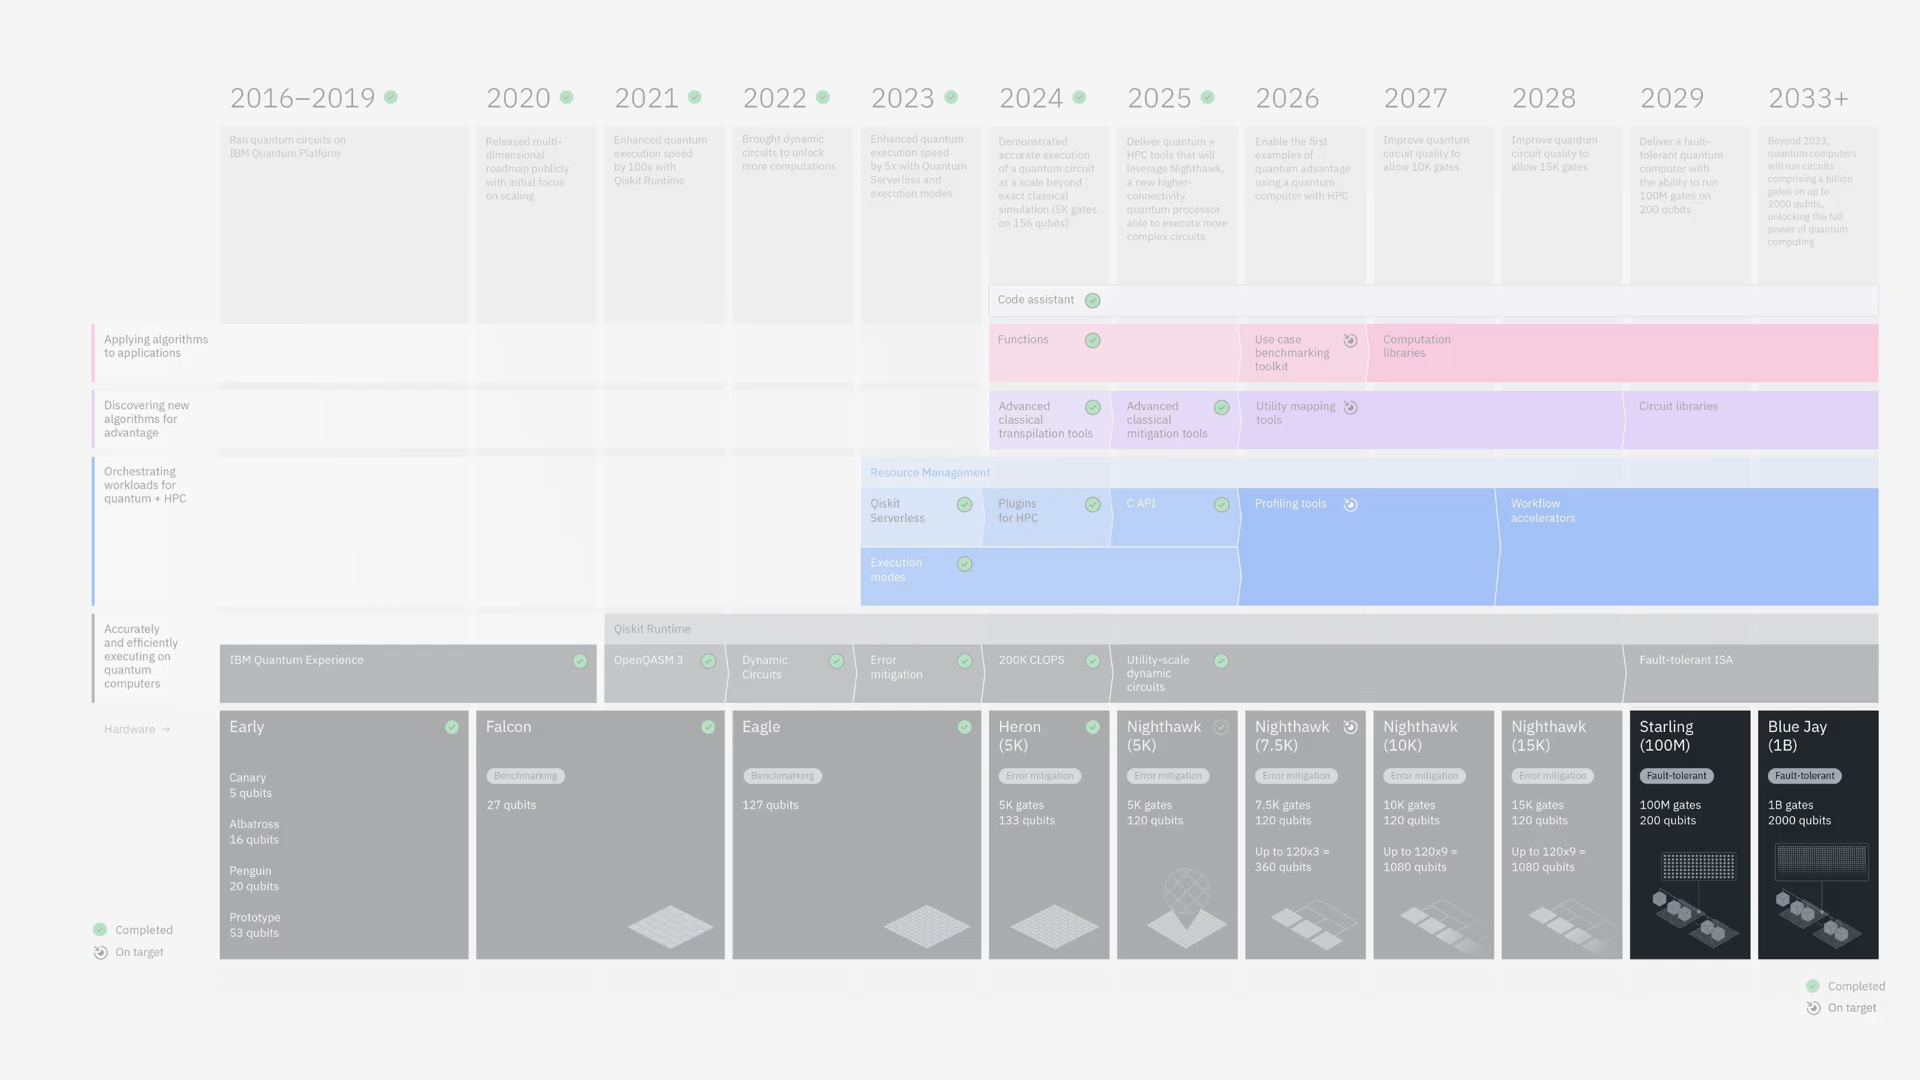 2016–2019
2020
2021
2022
2023
2024
2025
2026
2027
2028
2029
2033+
Ran quantum circuits on
IBM Quantum Platform
Released multi-
dimensional
roadmap publicly
with initial focus
on scaling
Enhanced quantum
execution speed
by 100x with
Qiskit Runtime
Brought dynamic
circuits to unlock
more computations
Enhanced quantum
execution speed
by 5x with Quantum
Serverless and
execution modes
Demonstrated
accurate execution
of a quantum circuit
at a scale beyond
exact classical
simulation (5K gates
on 156 qubits)
Deliver quantum +
HPC tools that will
leverage Nighthawk,
a new higher-
connectivity
quantum processor
able to execute more
complex circuits
Enable the first
examples of
quantum advantage
using a quantum
computer with HPC
Improve quantum
circuit quality to
allow 10K gates
Improve quantum
circuit quality to
allow 15K gates
Deliver a fault-
tolerant quantum
computer with
the ability to run
100M gates on
200 qubits
Beyond 2033,
quantum computers
will run circuits
comprising a billion
gates on up to
2000 qubits,
unlocking the full
power of quantum
computing
Code assistant
Applying algorithms
to applications
Functions
Use case
benchmarking
toolkit
Computation
libraries
Discovering new
algorithms for
advantage
Advanced
classical
transpilation tools
Advanced
classical
mitigation tools
Utility mapping
tools
Circuit libraries
Orchestrating
workloads for
quantum + HPC
Resource Management
Qiskit
Serverless
Plugins
for HPC
C API
Profiling tools
Workflow
accelerators
Execution
modes
Accurately
and efficiently
executing on
quantum
computers
Qiskit Runtime
IBM Quantum Experience
OpenQASM 3
Dynamic
Circuits
Error
mitigation
200K CLOPS
Utility-scale
dynamic
circuits
Fault-tolerant ISA
Hardware →
Early
Canary
5 qubits
Albatross
16 qubits
Penguin
20 qubits
Prototype
53 qubits
Falcon
Benchmarking
27 qubits
Eagle
Benchmarking
127 qubits
Heron
(5K)
Error mitigation
5K gates
133 qubits
Nighthawk
(5K)
Error mitigation
5K gates
120 qubits
Nighthawk
(7.5K)
Error mitigation
7.5K gates
120 qubits
Up to 120x3 =
360 qubits
Nighthawk
(10K)
Error mitigation
10K gates
120 qubits
Up to 120x9 =
1080 qubits
Nighthawk
(15K)
Error mitigation
15K gates
120 qubits
Up to 120x9 =
1080 qubits
Starling
(100M)
Fault-tolerant
100M gates
200 qubits
Blue Jay
(1B)
Fault-tolerant
1B gates
2000 qubits
Completed
On target
Completed
On target